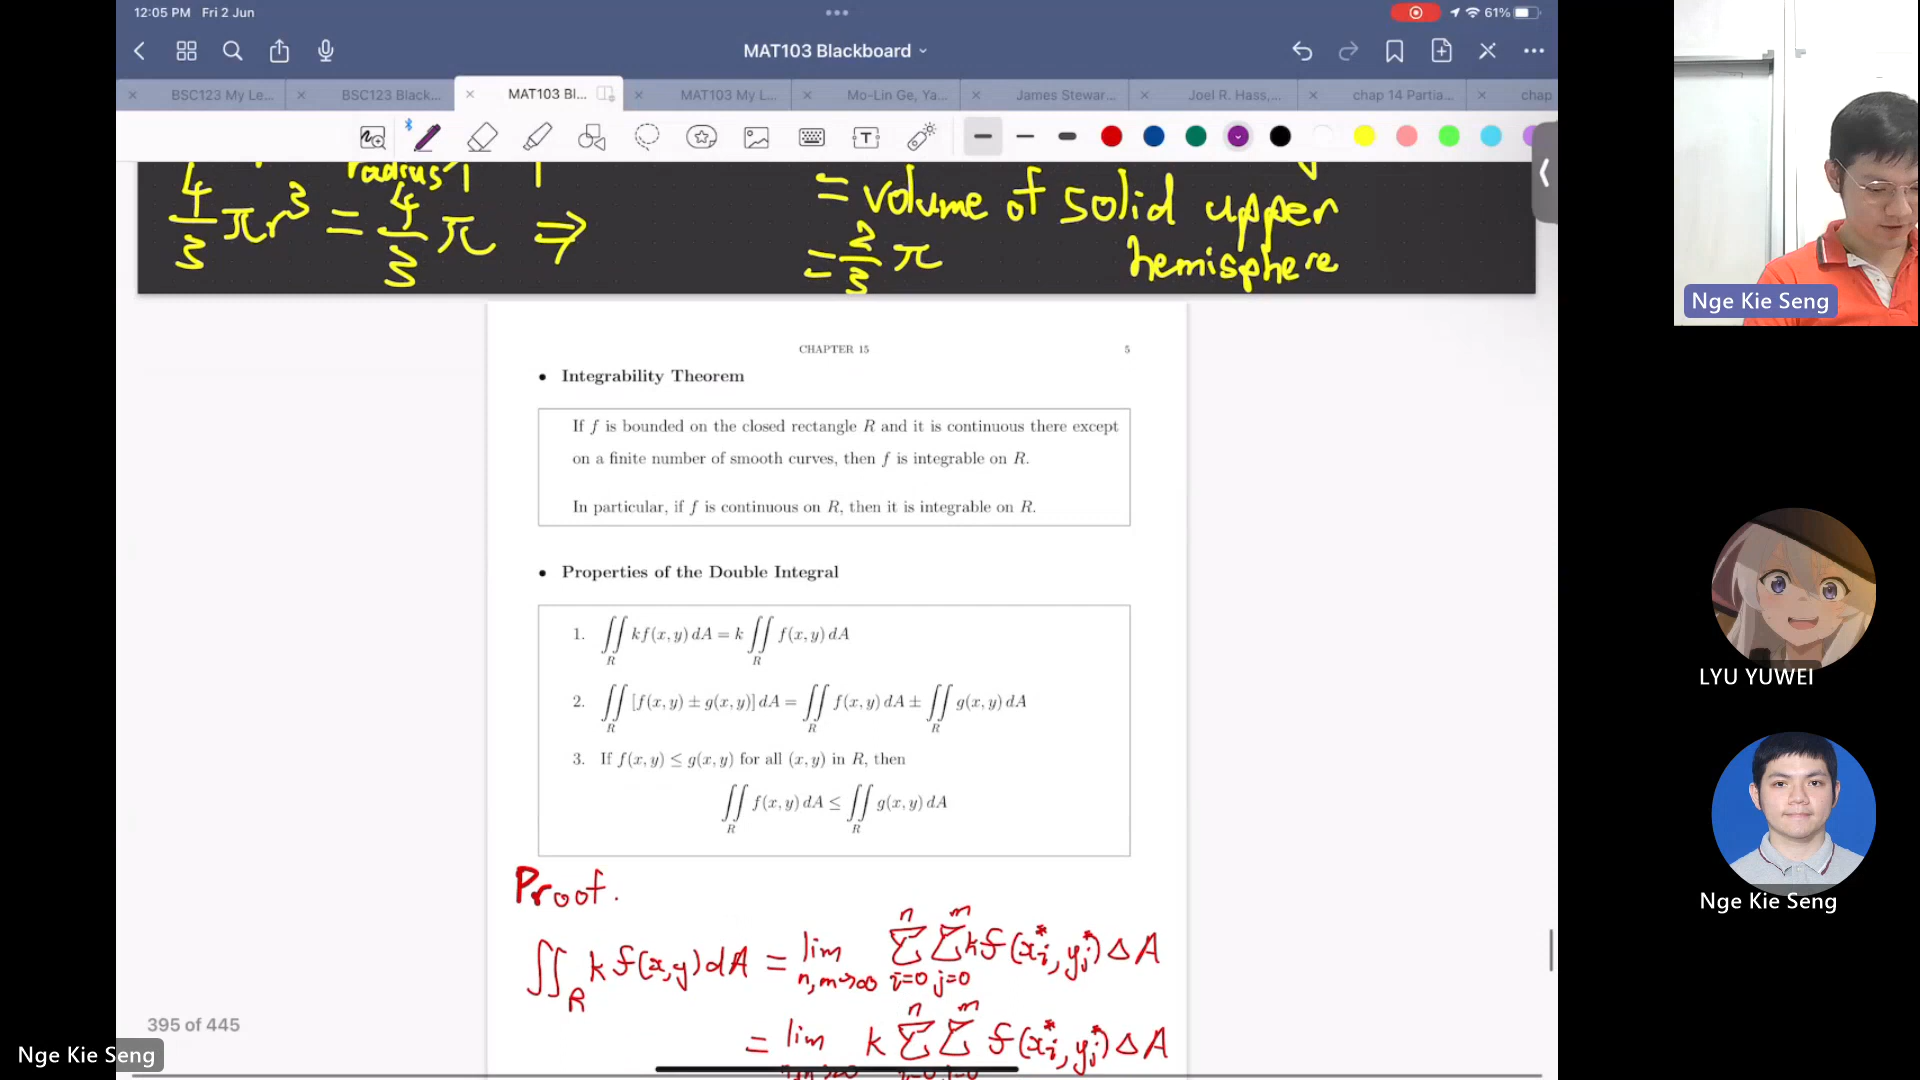 12:05 PM Fri 2 Jun
61%
MAT103 Blackboard
BSC123 My Le...
BSC123 Black...
MAT103 Bl...
MAT103 My L...
Mo-Lin Ge, Ya...
James Stewar...
Joel R. Hass,...
chap 14 Partia...
chap
radius 1
4/3 πr³ = 4/3 π ⇒
= volume of solid upper
hemisphere
= 2/3 π
CHAPTER 15 5
• Integrability Theorem
If f is bounded on the closed rectangle R and it is continuous there except
on a finite number of smooth curves, then f is integrable on R.
In particular, if f is continuous on R, then it is integrable on R.
• Properties of the Double Integral
1. ∬_R kf(x, y) dA = k ∬_R f(x, y) dA
2. ∬_R [f(x, y) ± g(x, y)] dA = ∬_R f(x, y) dA ± ∬_R g(x, y) dA
3. If f(x, y) ≤ g(x, y) for all (x, y) in R, then
∬_R f(x, y) dA ≤ ∬_R g(x, y) dA
Proof.
∬_R k f(x,y) dA = lim_{n,m→∞} Σ_{i=0}^{n} Σ_{j=0}^{m} k f(x_i^*, y_j^*) ΔA
= lim k Σ^{n} Σ^{m} f(x_i^*, y_j^*) ΔA
395 of 445
Nge Kie Seng
Nge Kie Seng
LYU YUWEI
Nge Kie Seng